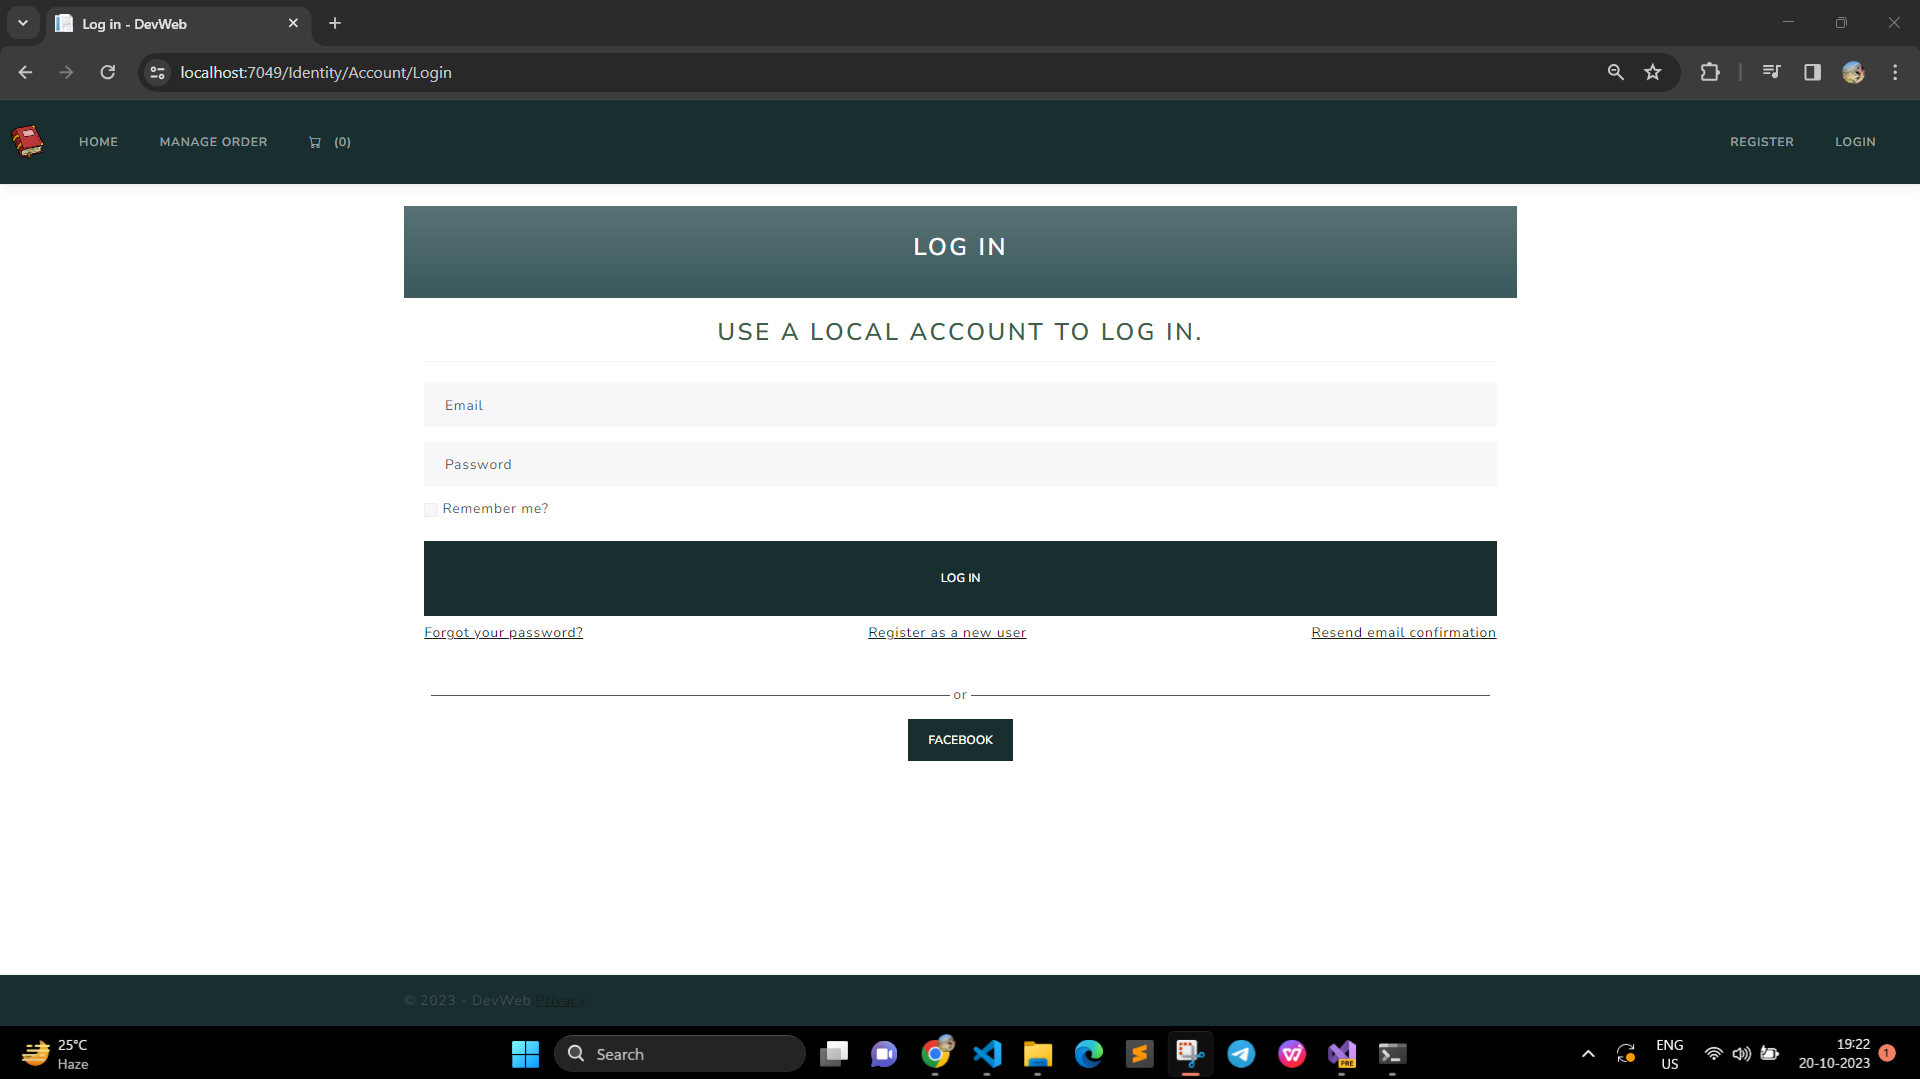 Log in - DevWeb
localhost:7049/Identity/Account/Login
HOME MANAGE ORDER (0) REGISTER LOGIN
LOG IN
USE A LOCAL ACCOUNT TO LOG IN.
Email
Password
Remember me?
LOG IN
Forgot your password? Register as a new user Resend email confirmation
or
FACEBOOK
© 2023 - DevWeb Privacy
25°C
Haze
Search
PRE
ENG
US
19:22
20-10-2023
1